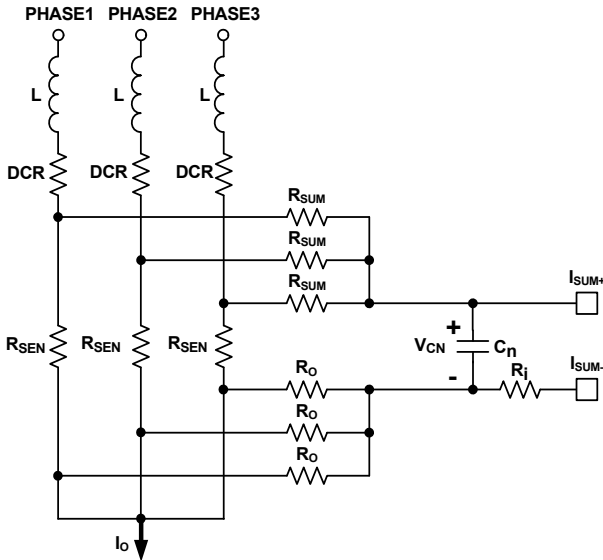 PHASE1 PHASE2 PHASE3
L L L
DCR DCR DCR
RSUM
RSUM
RSUM
ISUM+
RSEN RSEN RSEN
+
VCN Cn
-
Ri
ISUM-
RO
RO
RO
IO